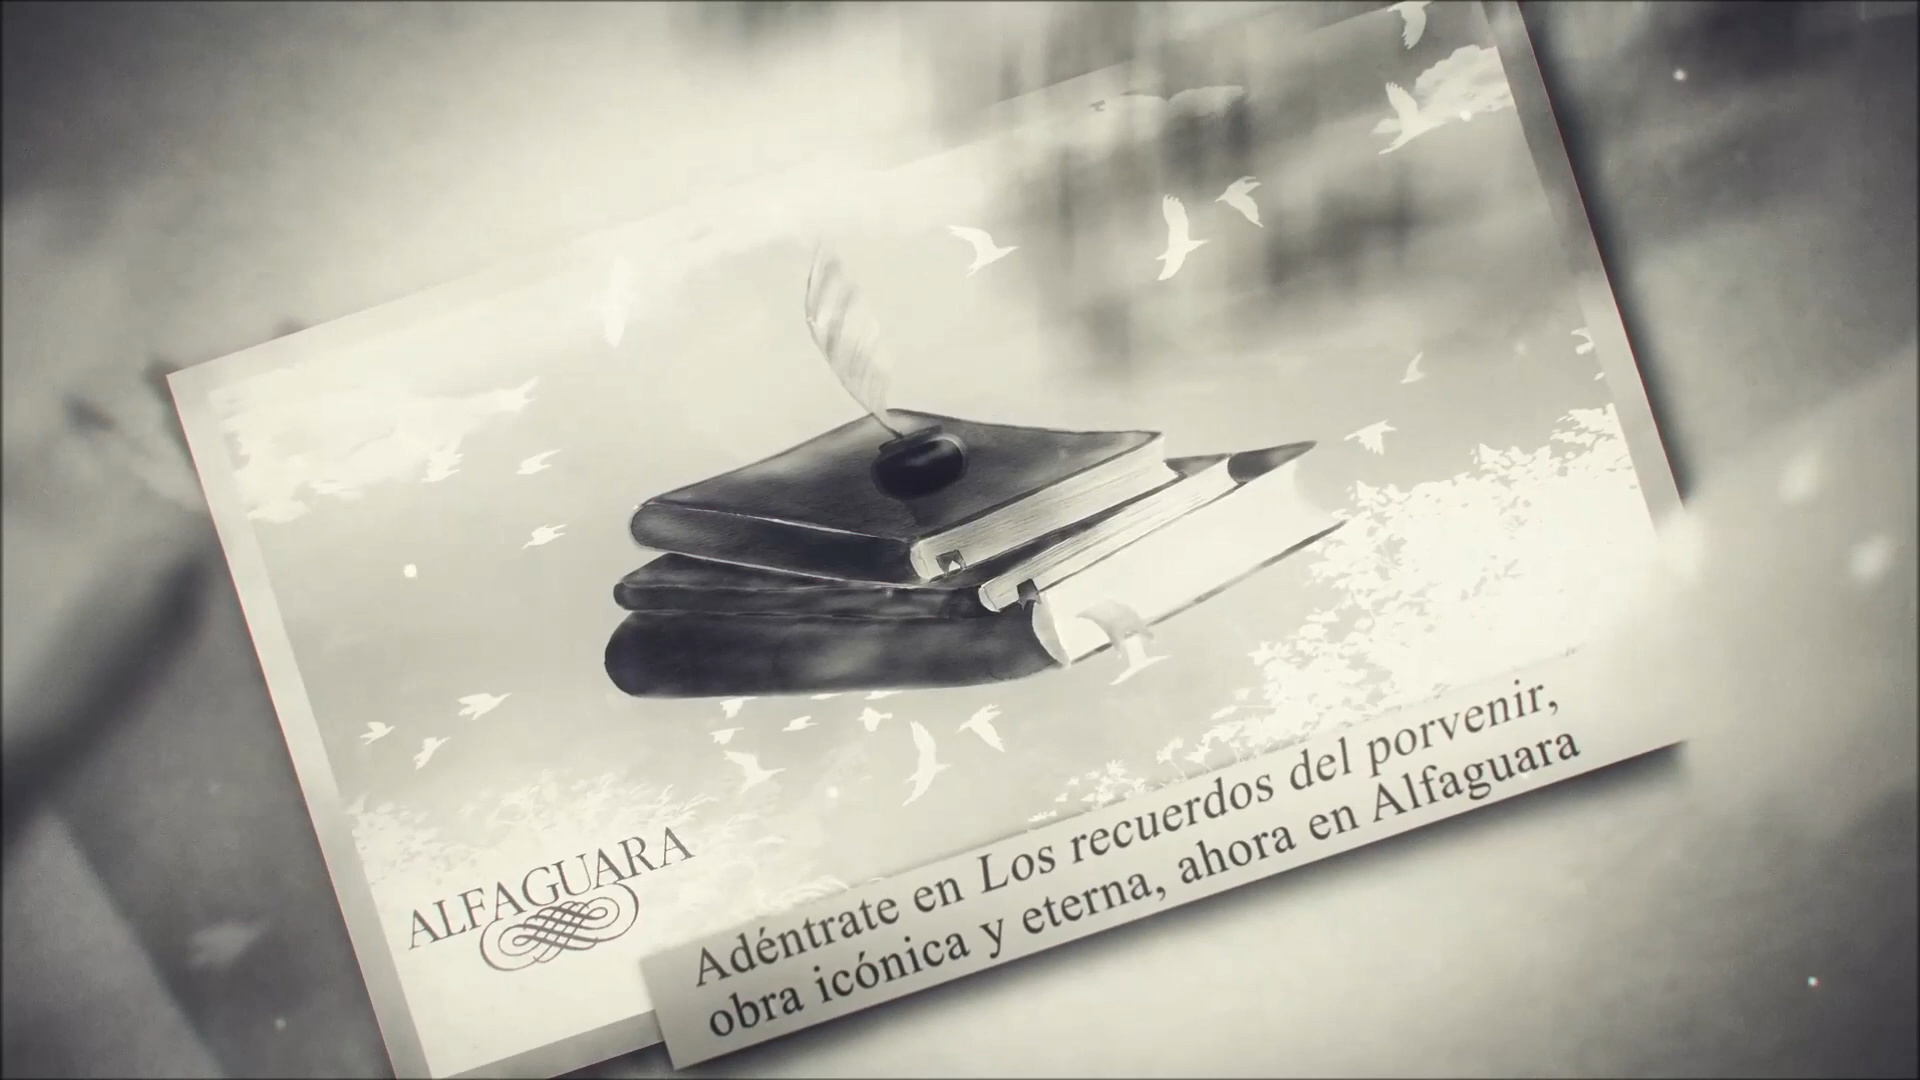 ALFAGUARA
Adéntrate en Los recuerdos del porvenir,
obra icónica y eterna, ahora en Alfaguara